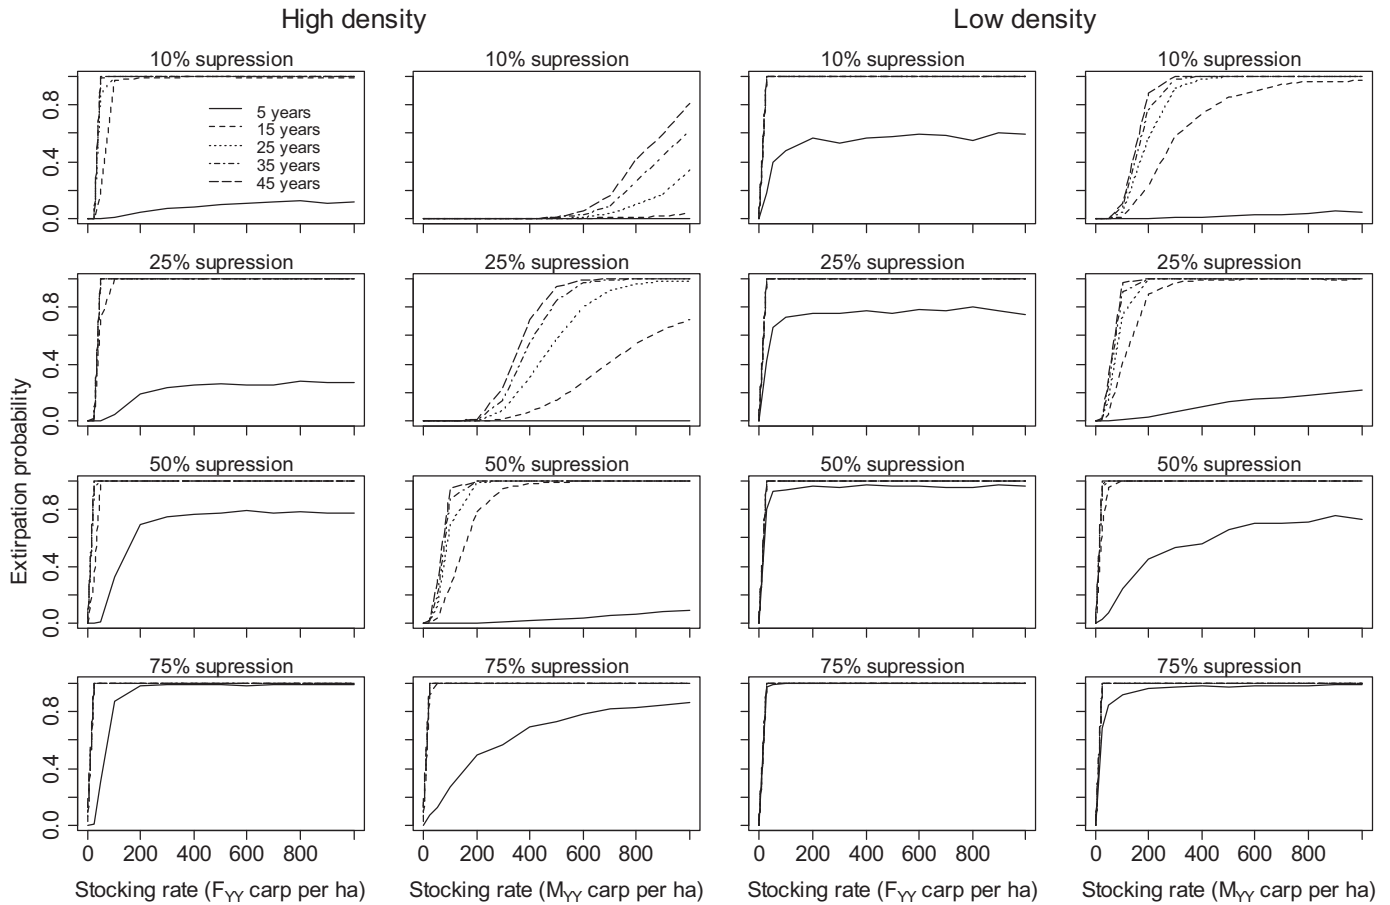 High density
Low density
10% supression
10% supression
10% supression
10% supression
0.0 0.4 0.8
5 years
15 years
25 years
35 years
45 years
25% supression
25% supression
25% supression
25% supression
0.0 0.4 0.8
Extirpation probability
50% supression
50% supression
50% supression
50% supression
0.0 0.4 0.8
75% supression
75% supression
75% supression
75% supression
0.0 0.4 0.8
0 200 400 600 800
0 200 400 600 800
0 200 400 600 800
0 200 400 600 800
Stocking rate (FYY carp per ha)
Stocking rate (MYY carp per ha)
Stocking rate (FYY carp per ha)
Stocking rate (MYY carp per ha)